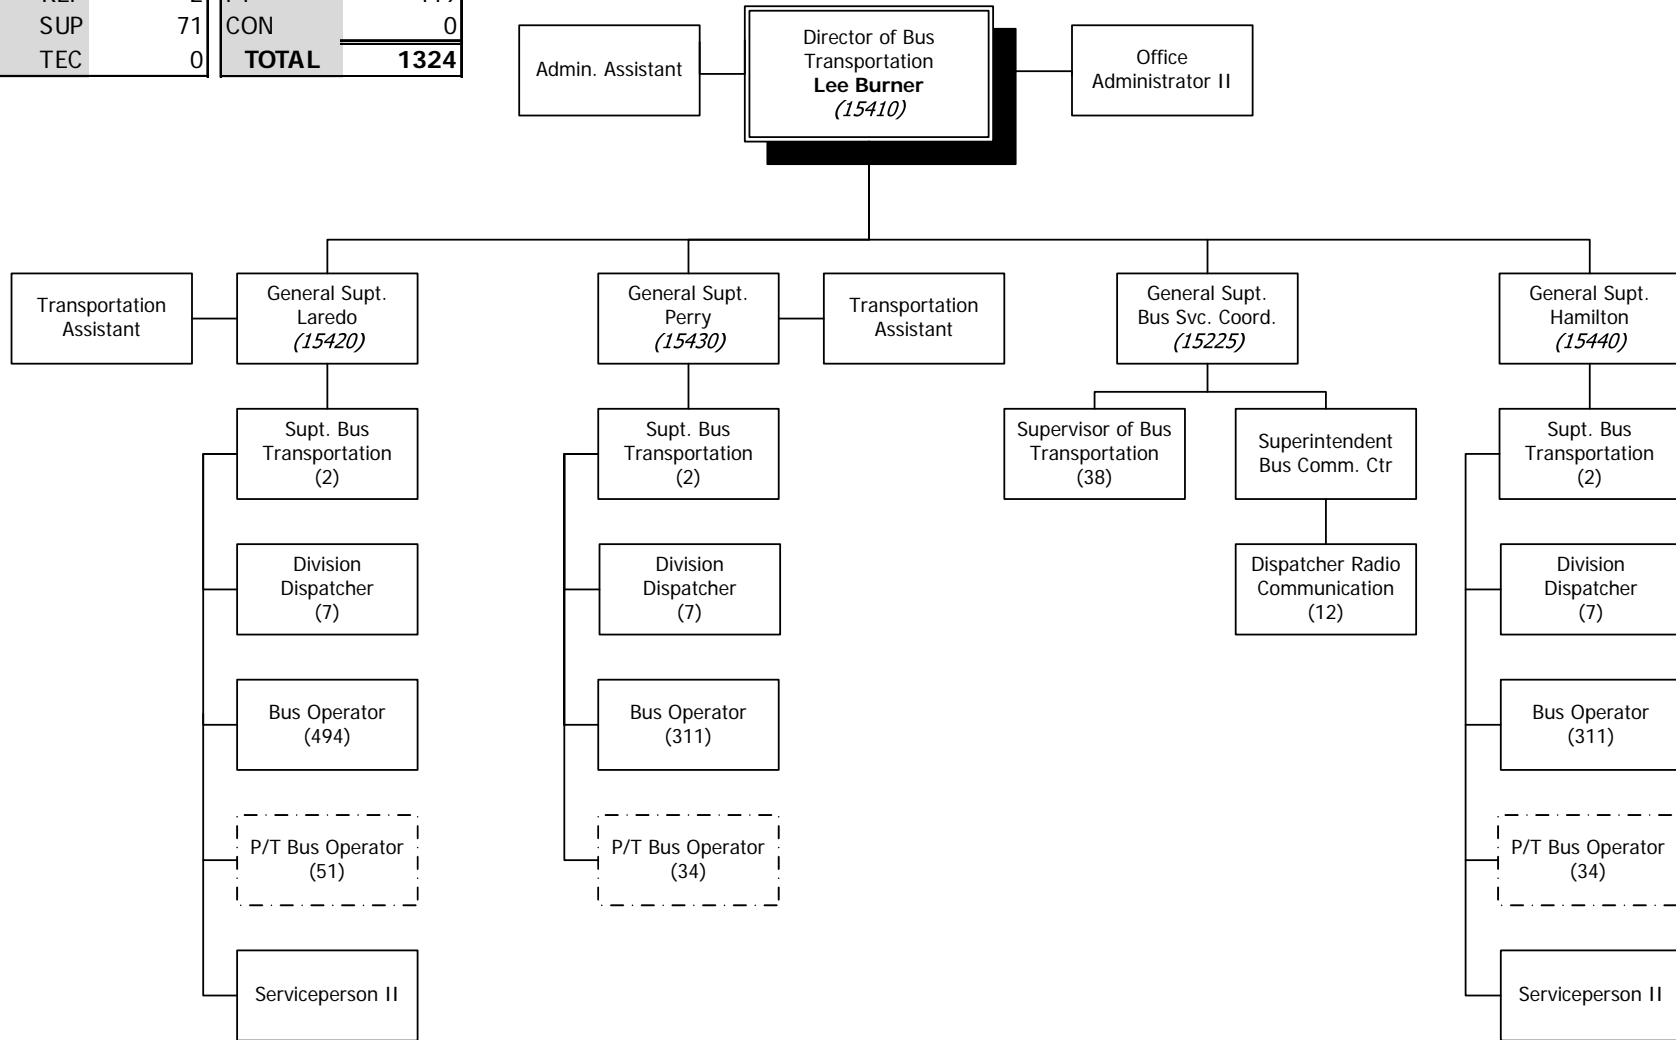 SUP 71 CON 0
TEC 0 TOTAL 1324
Director of Bus
Transportation
Lee Burner
(15410)
Admin. Assistant
Office
Administrator II
Transportation
Assistant
General Supt.
Laredo
(15420)
General Supt.
Perry
(15430)
Transportation
Assistant
General Supt.
Bus Svc. Coord.
(15225)
General Supt.
Hamilton
(15440)
Supt. Bus
Transportation
(2)
Supt. Bus
Transportation
(2)
Supervisor of Bus
Transportation
(38)
Superintendent
Bus Comm. Ctr
Supt. Bus
Transportation
(2)
Division
Dispatcher
(7)
Division
Dispatcher
(7)
Dispatcher Radio
Communication
(12)
Division
Dispatcher
(7)
Bus Operator
(494)
Bus Operator
(311)
Bus Operator
(311)
P/T Bus Operator
(51)
P/T Bus Operator
(34)
P/T Bus Operator
(34)
Serviceperson II
Serviceperson II